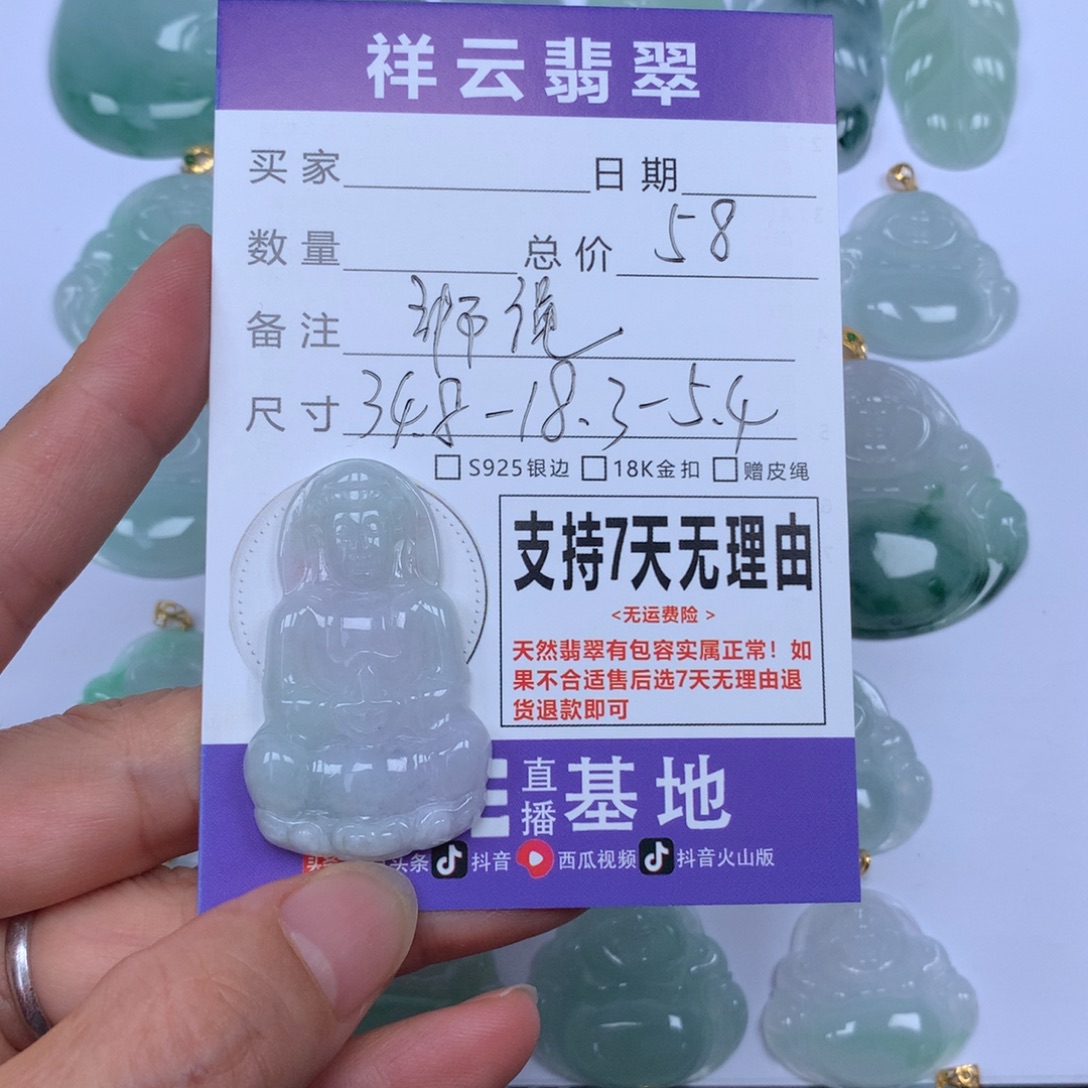 祥云翡翠
买家 日期
数量 总价 58
备注
尺寸 34.8-18.3-5.4
□S925银边 □18K金扣 □赠皮绳
支持7天无理由
<无运费险 >
天然翡翠有包容实属正常！如
果不合适售后选7天无理由退
货退款即可
直播基地
头条 抖音 西瓜视频 抖音火山版